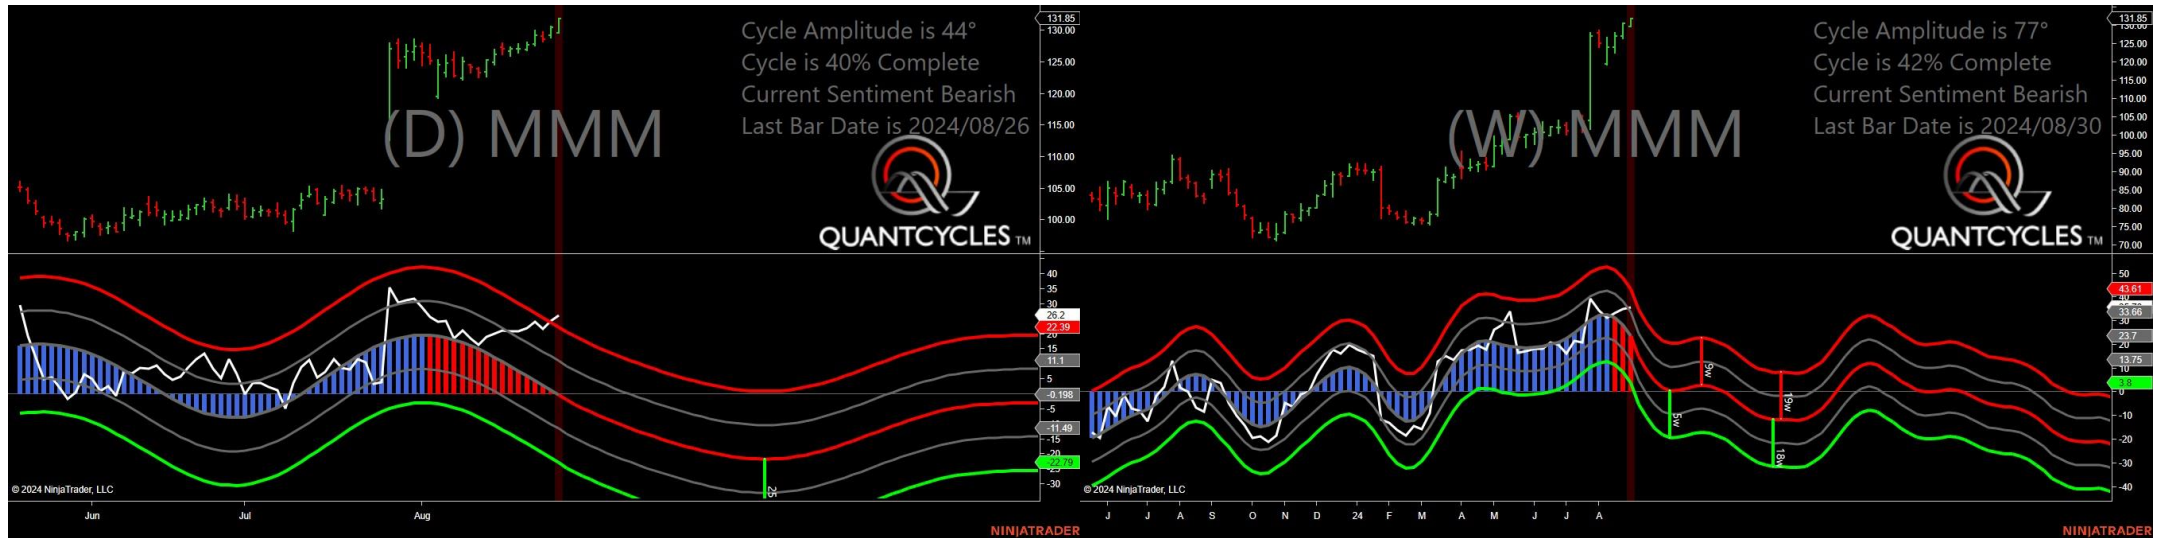 Cycle Amplitude is 44°
Cycle is 40% Complete
Current Sentiment Bearish
Last Bar Date is 2024/08/26
(D) MMM
QUANTCYCLES TM
131.85
130.00
125.00
120.00
115.00
110.00
105.00
100.00
40
35
30
26.2
22.39
20
15
11.1
5
-0.198
-5
-11.49
-15
-20
-22.79
-30
25
© 2024 NinjaTrader, LLC
Jun Jul Aug
NINJATRADER
Cycle Amplitude is 77°
Cycle is 42% Complete
Current Sentiment Bearish
Last Bar Date is 2024/08/30
(W) MMM
QUANTCYCLES TM
131.85
130.00
125.00
120.00
115.00
110.00
105.00
100.00
95.00
90.00
85.00
80.00
75.00
70.00
50
43.61
40
33.66
30
23.7
20
13.75
3.8
0
-10
-20
-30
-40
9w
5w
19w
18w
© 2024 NinjaTrader, LLC
J J A S O N D 24 F M A M J J A
NINJATRADER